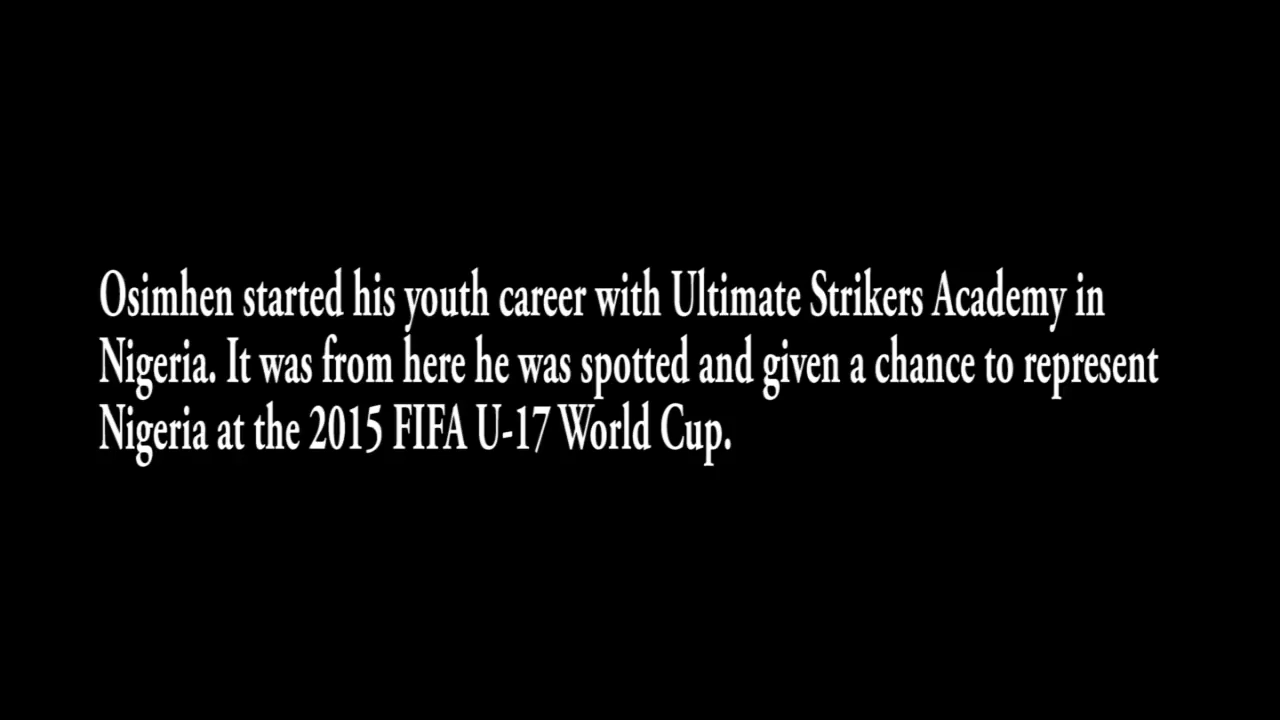 Osimhen started his youth career with Ultimate Strikers Academy in
Nigeria. It was from here he was spotted and given a chance to represent
Nigeria at the 2015 FIFA U-17 World Cup.